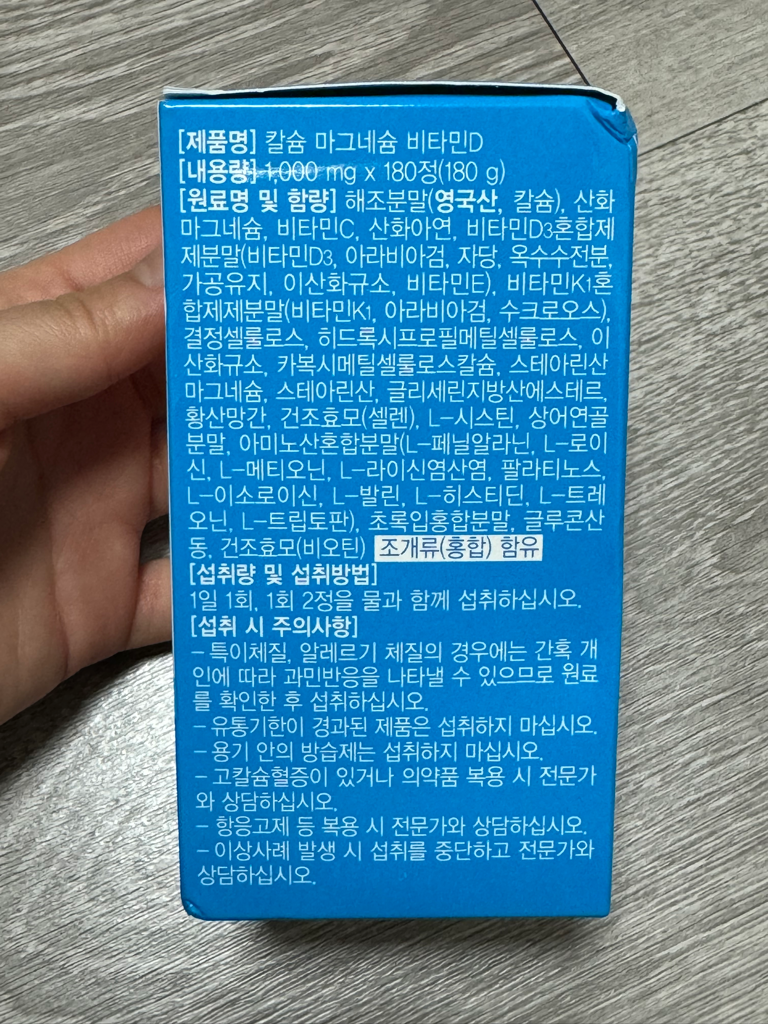 [제품명] 칼슘 마그네슘 비타민D
[내용량] 1,000 mg x 180정(180 g)
[원료명 및 함량] 해조분말(영국산, 칼슘), 산화
마그네슘, 비타민C, 산화아연, 비타민D3혼합제
제분말(비타민D3, 아라비아검, 자당, 옥수수전분,
가공유지, 이산화규소, 비타민E), 비타민K1혼
합제제분말(비타민K1, 아라비아검, 수크로오스),
결정셀룰로스, 히드록시프로필메틸셀룰로스, 이
산화규소, 카복시메틸셀룰로스칼슘, 스테아린산
마그네슘, 스테아린산, 글리세린지방산에스테르,
황산망간, 건조효모(셀렌), L-시스틴, 상어연골
분말, 아미노산혼합분말(L-페닐알라닌, L-로이
신, L-메티오닌, L-라이신염산염, 팔라티노스,
L-이소로이신, L-발린, L-히스티딘, L-트레
오닌, L-트립토판), 초록입홍합분말, 글루콘산
동, 건조효모(비오틴) 조개류(홍합) 함유
[섭취량 및 섭취방법]
1일 1회, 1회 2정을 물과 함께 섭취하십시오.
[섭취 시 주의사항]
- 특이체질, 알레르기 체질의 경우에는 간혹 개
인에 따라 과민반응을 나타낼 수 있으므로 원료
를 확인한 후 섭취하십시오.
- 유통기한이 경과된 제품은 섭취하지 마십시오.
- 용기 안의 방습제는 섭취하지 마십시오.
- 고칼슘혈증이 있거나 의약품 복용 시 전문가
와 상담하십시오.
- 항응고제 등 복용 시 전문가와 상담하십시오.
- 이상사례 발생 시 섭취를 중단하고 전문가와
상담하십시오.